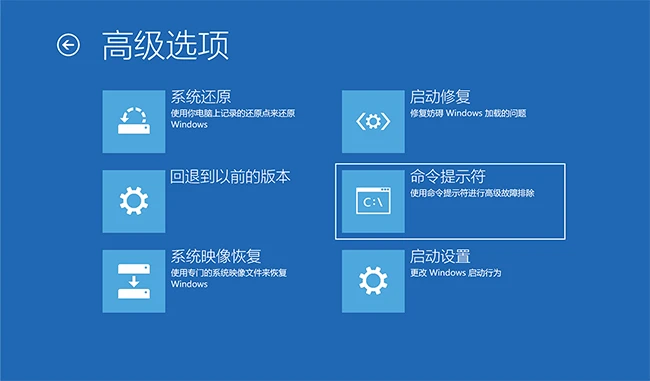 高级选项
系统还原
使用你电脑上记录的还原点来还原
Windows
启动修复
修复妨碍 Windows 加载的问题
回退到以前的版本
命令提示符
使用命令提示符进行高级故障排除
C:\
系统映像恢复
使用专门的系统映像文件来恢复
Windows
启动设置
更改 Windows 启动行为